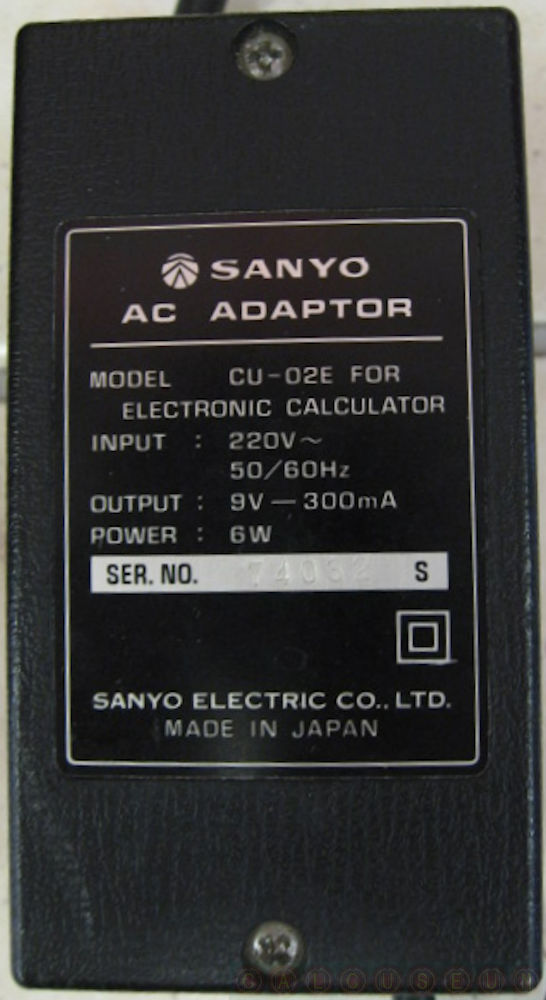 SANYO
AC ADAPTOR
MODEL CU-02E FOR
ELECTRONIC CALCULATOR
INPUT : 220V~
50/60Hz
OUTPUT : 9V — 300mA
POWER : 6W
SER. NO. 74032 S
SANYO ELECTRIC CO., LTD.
MADE IN JAPAN